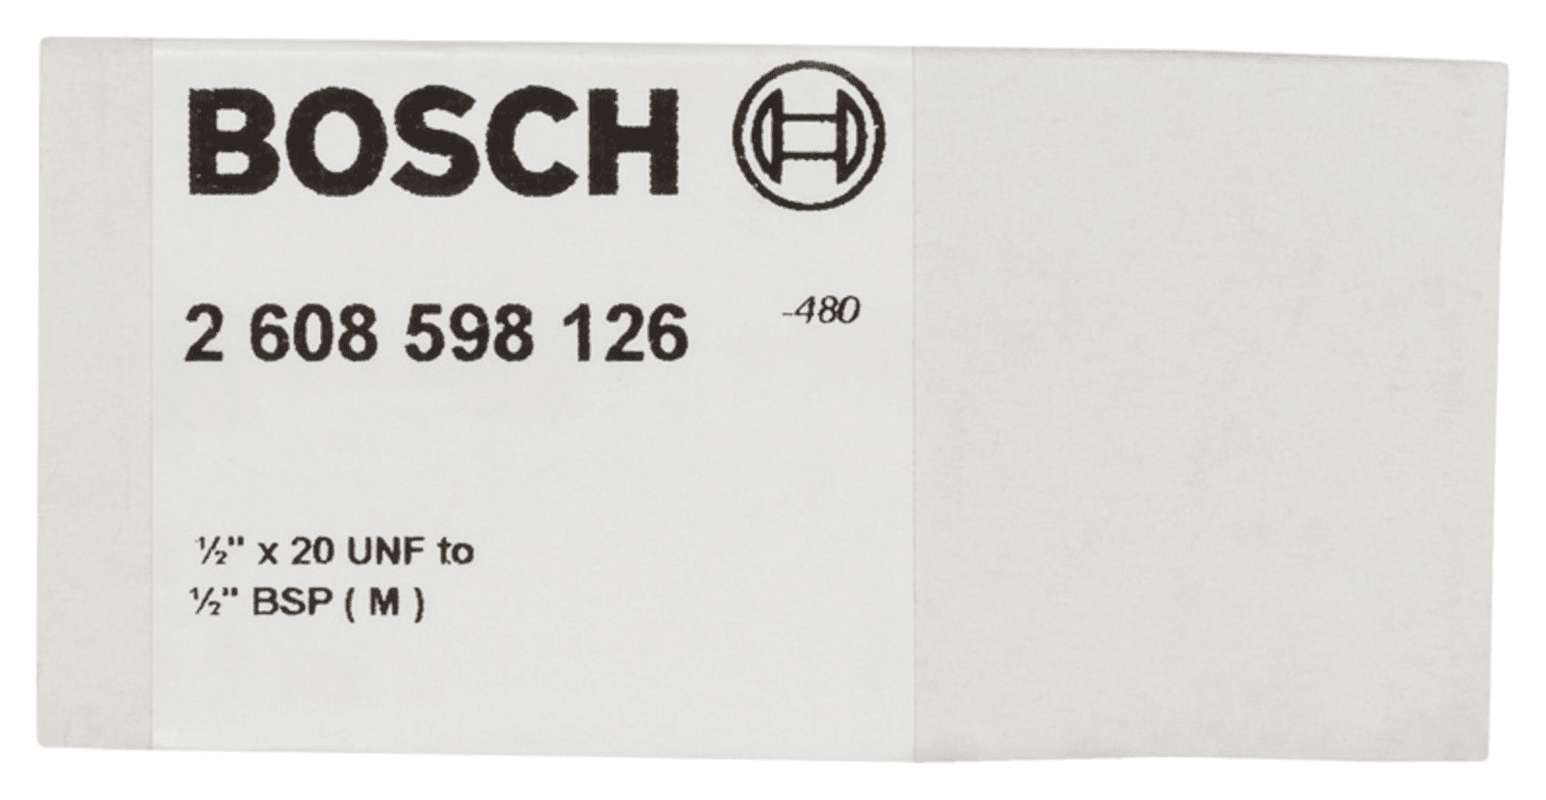 BOSCH
2 608 598 126 -480
½" x 20 UNF to
½" BSP ( M )